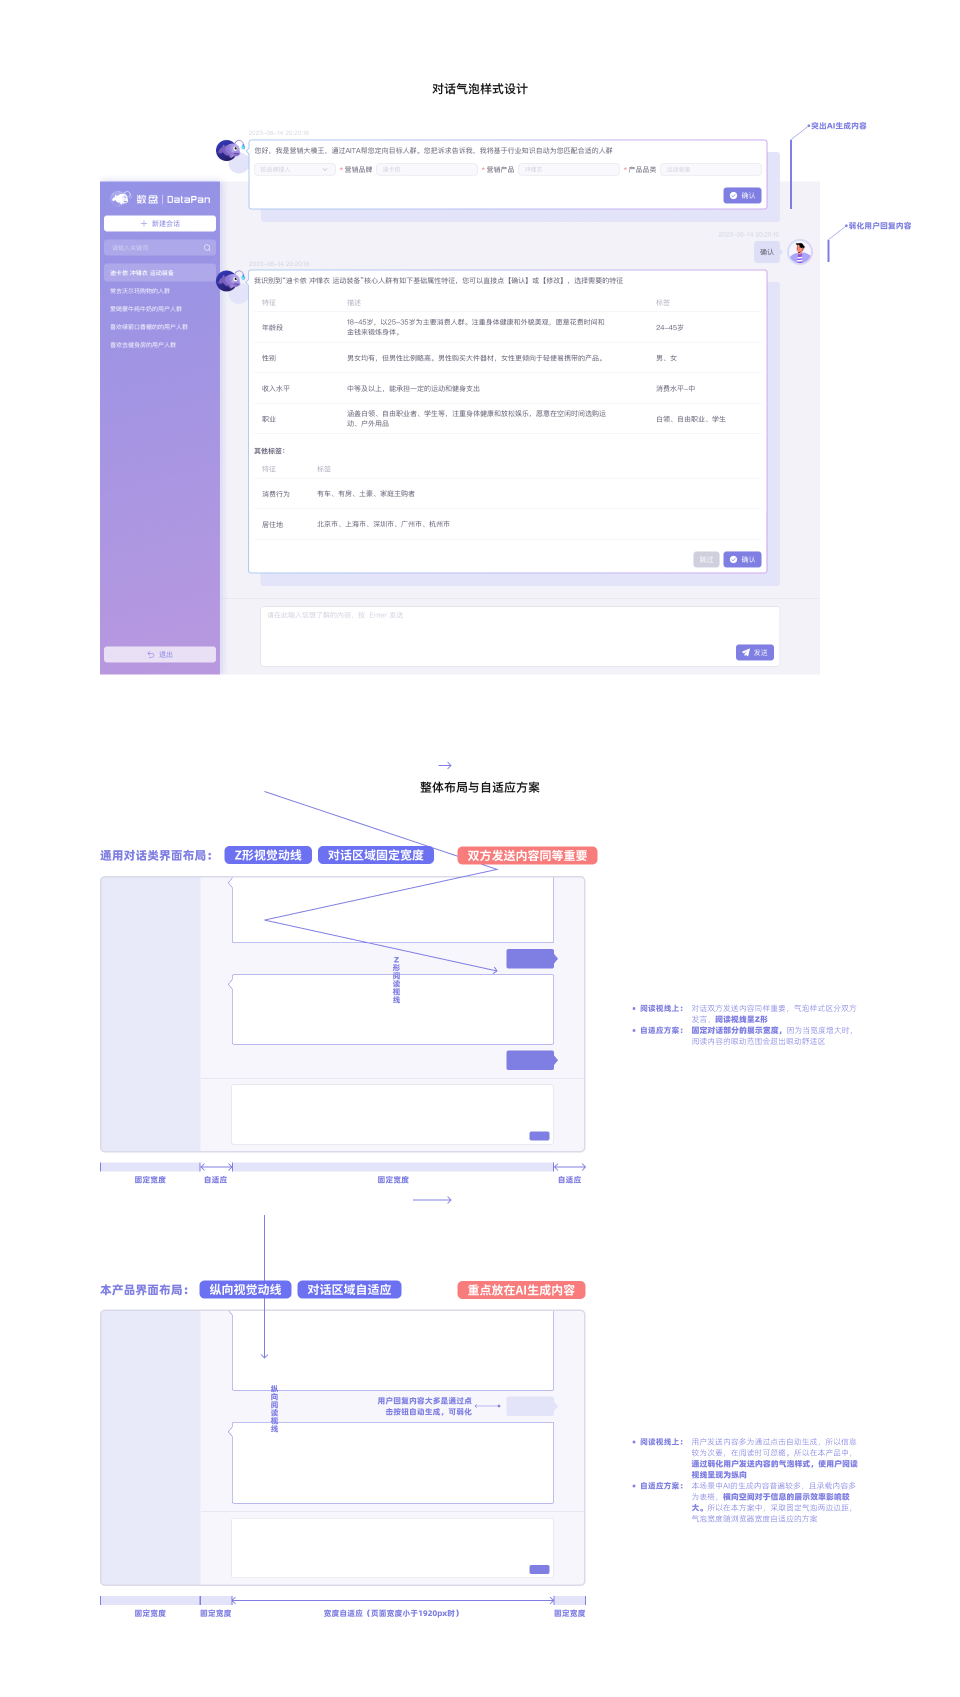 对话气泡样式设计
突出AI生成内容
2023-06-14 20:20:16
您好，我是营销大模王，通过AITA帮您定向目标人群。您把诉求告诉我，我将基于行业知识自动为您匹配合适的人群
* 营销品牌
迪卡侬
* 营销产品
冲锋衣
* 产品品类
运动装备
确认
弱化用户回复内容
2023-06-14 20:20:16
确认
数盘 | DataPan
新建会话
请输入关键词
迪卡侬 冲锋衣 运动装备
常去沃尔玛购物的人群
爱喝蒙牛纯牛奶的用户人群
喜欢绿箭口香糖的的用户人群
喜欢去健身房的用户人群
退出
2023-06-14 20:20:16
我识别到“迪卡侬 冲锋衣 运动装备”核心人群有如下基础属性特征，您可以直接点【确认】或【修改】，选择需要的特征
特征 描述 标签
年龄段 18-45岁，以25-35岁为主要消费人群。注重身体健康和外貌美观，愿意花费时间和
金钱来锻炼身体。 24-45岁
性别 男女均有，但男性比例略高。男性购买大件器材，女性更倾向于轻便易携带的产品。 男、女
收入水平 中等及以上，能承担一定的运动和健身支出 消费水平-中
职业 涵盖白领、自由职业者、学生等，注重身体健康和放松娱乐，愿意在空闲时间选购运
动、户外用品 白领、自由职业、学生
其他标签：
特征 标签
消费行为 有车、有房、土豪、家庭主购者
居住地 北京市、上海市、深圳市、广州市、杭州市
跳过 确认
请在此输入您想了解的内容，按 Enter 发送
发送
整体布局与自适应方案
通用对话类界面布局： Z形视觉动线 对话区域固定宽度 双方发送内容同等重要
Z形阅读视线
• 阅读视线上： 对话双方发送内容同样重要，气泡样式区分双方
发言，阅读视线呈Z形
• 自适应方案： 固定对话部分的展示宽度，因为当宽度增大时，
阅读内容的眼动范围会超出眼动舒适区
固定宽度 自适应 固定宽度 自适应
本产品界面布局： 纵向视觉动线 对话区域自适应 重点放在AI生成内容
纵向阅读视线
用户回复内容大多是通过点
击按钮自动生成，可弱化
• 阅读视线上： 用户发送内容多为通过点击自动生成，所以信息
较为次要，在阅读时可忽略。所以在本产品中，
通过弱化用户发送内容的气泡样式，使用户阅读
视线呈现为纵向
• 自适应方案： 本场景中AI的生成内容普遍较多，且承载内容多
为表格，横向空间对于信息的展示效率影响较
大。所以在本方案中，采取固定气泡两边边距，
气泡宽度随浏览器宽度自适应的方案
固定宽度 固定宽度 宽度自适应（页面宽度小于1920px时） 固定宽度